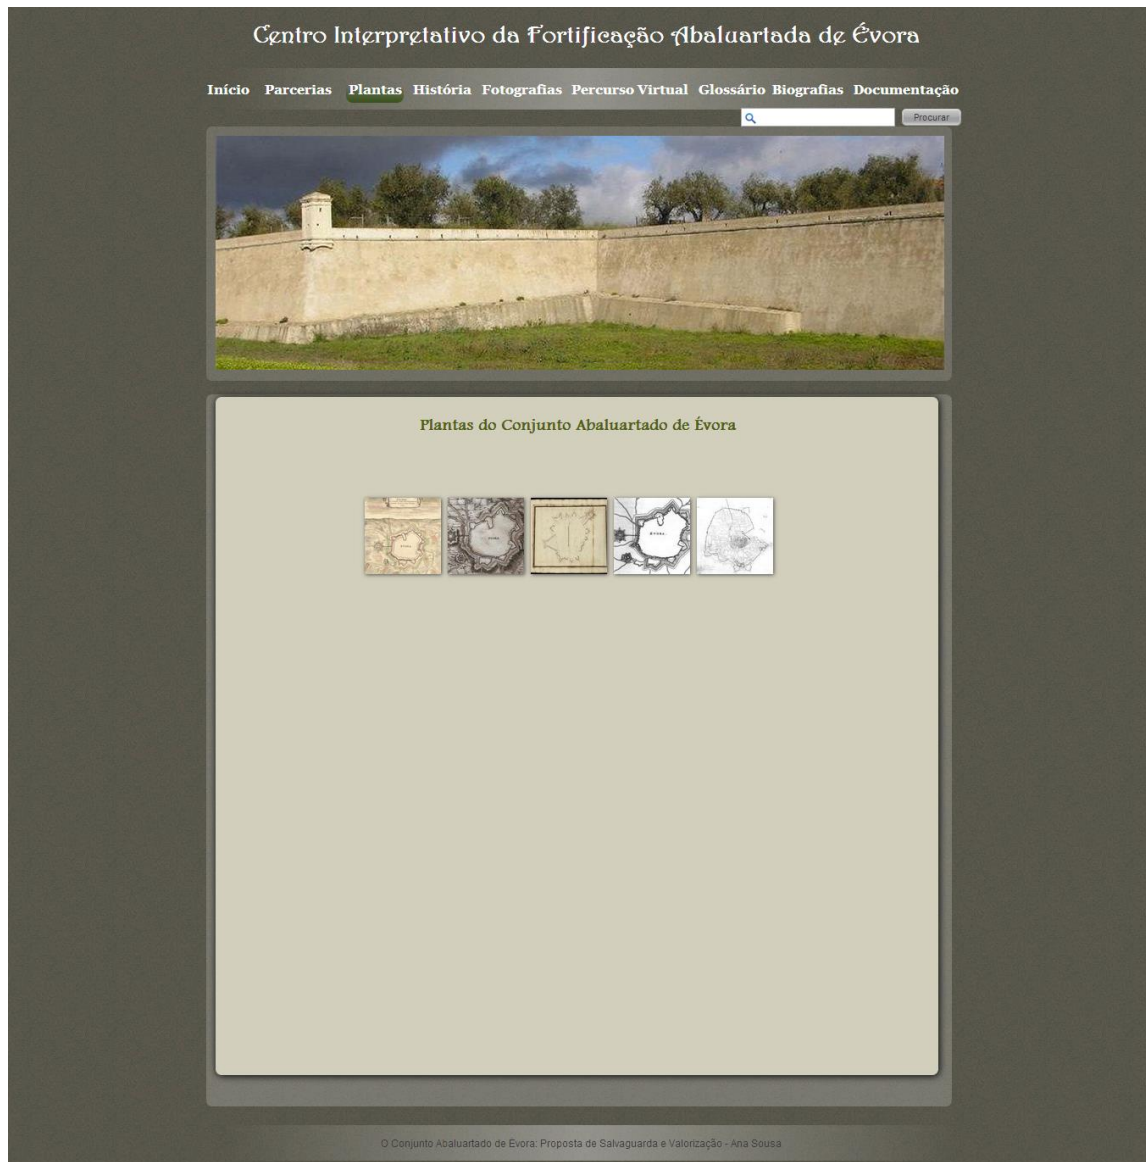 Centro Interpretativo da Fortificação Abaluartada de Évora
Início Parcerias Plantas História Fotografias Percurso Virtual Glossário Biografias Documentação
Procurar
Plantas do Conjunto Abaluartado de Évora
EVORA
O Conjunto Abaluartado de Évora: Proposta de Salvaguarda e Valorização - Ana Sousa